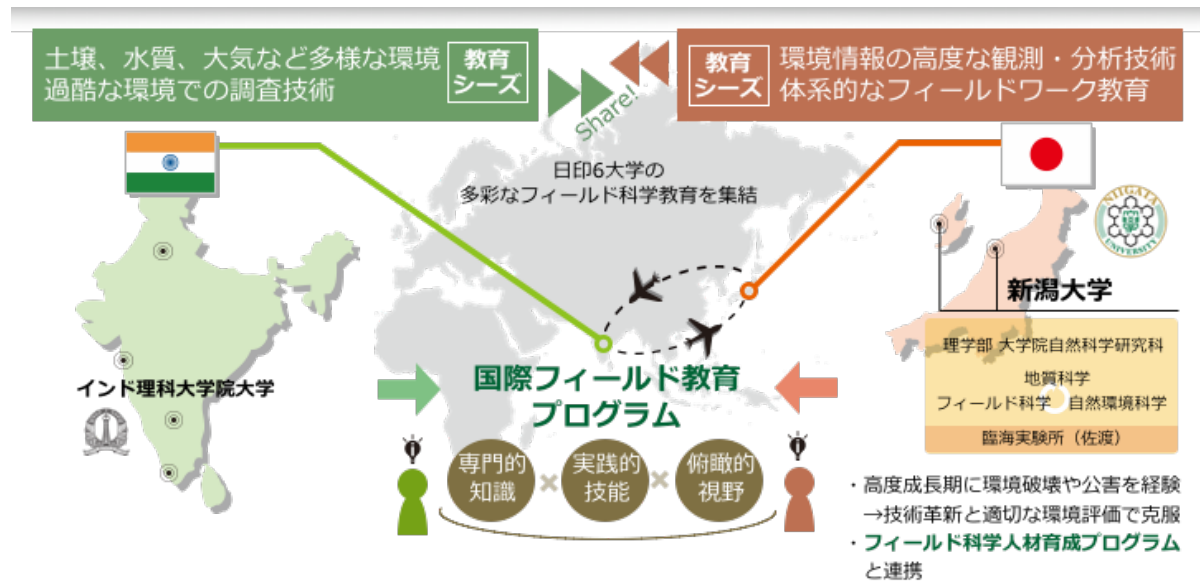 土壌、水質、大気など多様な環境
過酷な環境での調査技術
教育
シーズ
Share!
教育
シーズ
環境情報の高度な観測・分析技術
体系的なフィールドワーク教育
日印6大学の
多彩なフィールド科学教育を集結
NIIGATA
UNIVERSITY
新潟大学
理学部 大学院自然科学研究科
地質科学
フィールド科学 自然環境科学
臨海実験所（佐渡）
インド理科大学院大学
国際フィールド教育
プログラム
専門的
知識
×
実践的
技能
×
俯瞰的
視野
・高度成長期に環境破壊や公害を経験
→技術革新と適切な環境評価で克服
・フィールド科学人材育成プログラム
と連携